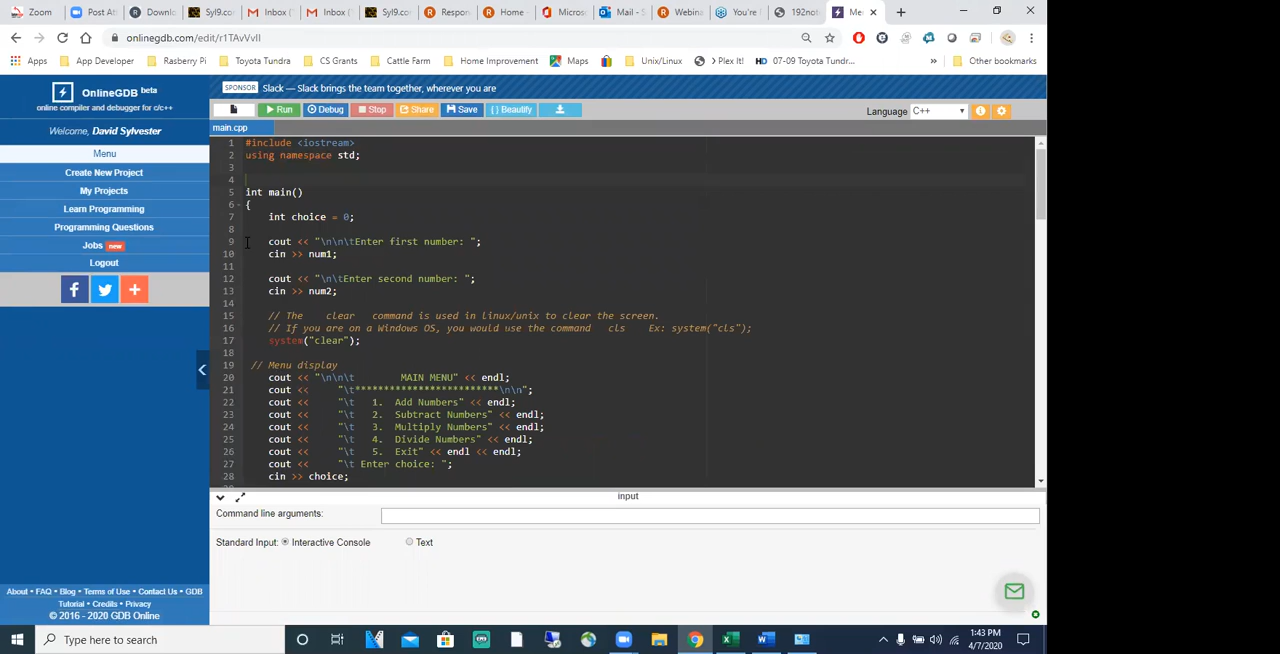 Zoom
Post At
Downlo
Syl9.co
Inbox (
Inbox (
Syl9.co
Respon
Home -
Micros
Mail - S
Webina
You're
192not
Me
onlinegdb.com/edit/r1TAvVvII
Apps
App Developer
Rasberry Pi
Toyota Tundra
CS Grants
Cattle Farm
Home Improvement
Maps
Unix/Linux
> Plex It!
07-09 Toyota Tundr...
»
Other bookmarks
OnlineGDB beta
online compiler and debugger for c/c++
Welcome, David Sylvester
Menu
Create New Project
My Projects
Learn Programming
Programming Questions
Jobs new
Logout
SPONSOR Slack — Slack brings the team together, wherever you are
Run
Debug
Stop
Share
Save
{ } Beautify
Language C++
main.cpp
1 #include <iostream>
2 using namespace std;
3
4
5 int main()
6 {
7 int choice = 0;
8
9 cout << "\n\n\tEnter first number: ";
10 cin >> num1;
11
12 cout << "\n\tEnter second number: ";
13 cin >> num2;
14
15 // The clear command is used in linux/unix to clear the screen.
16 // If you are on a Windows OS, you would use the command cls Ex: system("cls");
17 system("clear");
18
19 // Menu display
20 cout << "\n\n\t MAIN MENU" << endl;
21 cout << "\t*************************\n\n";
22 cout << "\t 1. Add Numbers" << endl;
23 cout << "\t 2. Subtract Numbers" << endl;
24 cout << "\t 3. Multiply Numbers" << endl;
25 cout << "\t 4. Divide Numbers" << endl;
26 cout << "\t 5. Exit" << endl << endl;
27 cout << "\t Enter choice: ";
28 cin >> choice;
input
Command line arguments:
Standard Input: Interactive Console Text
About • FAQ • Blog • Terms of Use • Contact Us • GDB
Tutorial • Credits • Privacy
© 2016 - 2020 GDB Online
Type here to search
1:43 PM
4/7/2020